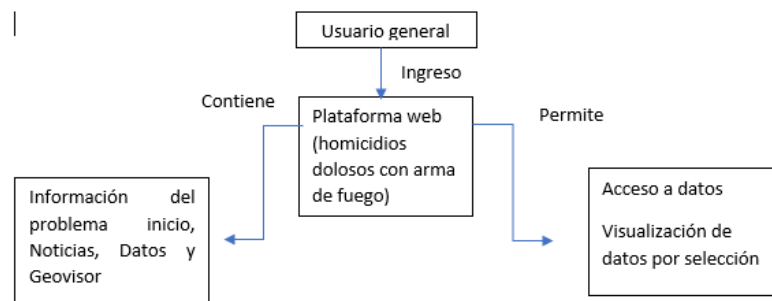 Usuario general
Ingreso
Contiene
Plataforma web
(homicidios
dolosos con arma
de fuego)
Permite
Información del
problema inicio,
Noticias, Datos y
Geovisor
Acceso a datos
Visualización de
datos por selección